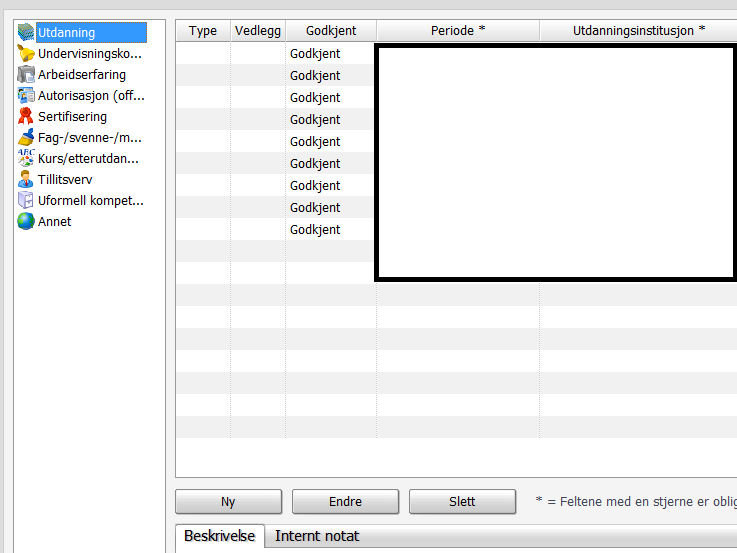 Utdanning
Undervisningsko...
Arbeidserfaring
Autorisasjon (off...
Sertifisering
Fag-/svenne-/m...
ABC
Kurs/etterutdan...
Tillitsverv
Uformell kompet...
Annet
Type Vedlegg Godkjent Periode * Utdanningsinstitusjon *
Godkjent
Godkjent
Godkjent
Godkjent
Godkjent
Godkjent
Godkjent
Godkjent
Godkjent
Ny Endre Slett * = Feltene med en stjerne er oblig
Beskrivelse Internt notat